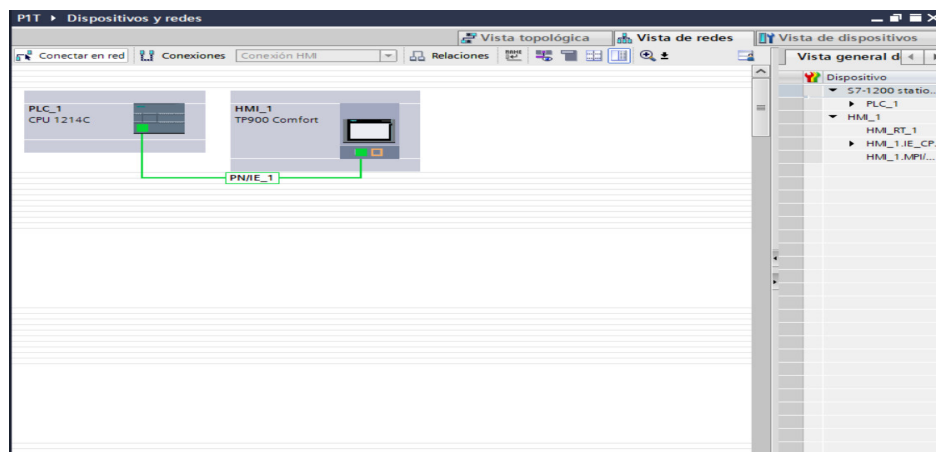 P1T ▸ Dispositivos y redes
Vista topológica Vista de redes Vista de dispositivos
Conectar en red Conexiones Conexión HMI Relaciones
Vista general d
Dispositivo
S7-1200 statio...
PLC_1
HMI_1
HMI_RT_1
HMI_1.IE_CP...
HMI_1.MPI/...
PLC_1
CPU 1214C
HMI_1
TP900 Comfort
PN/IE_1